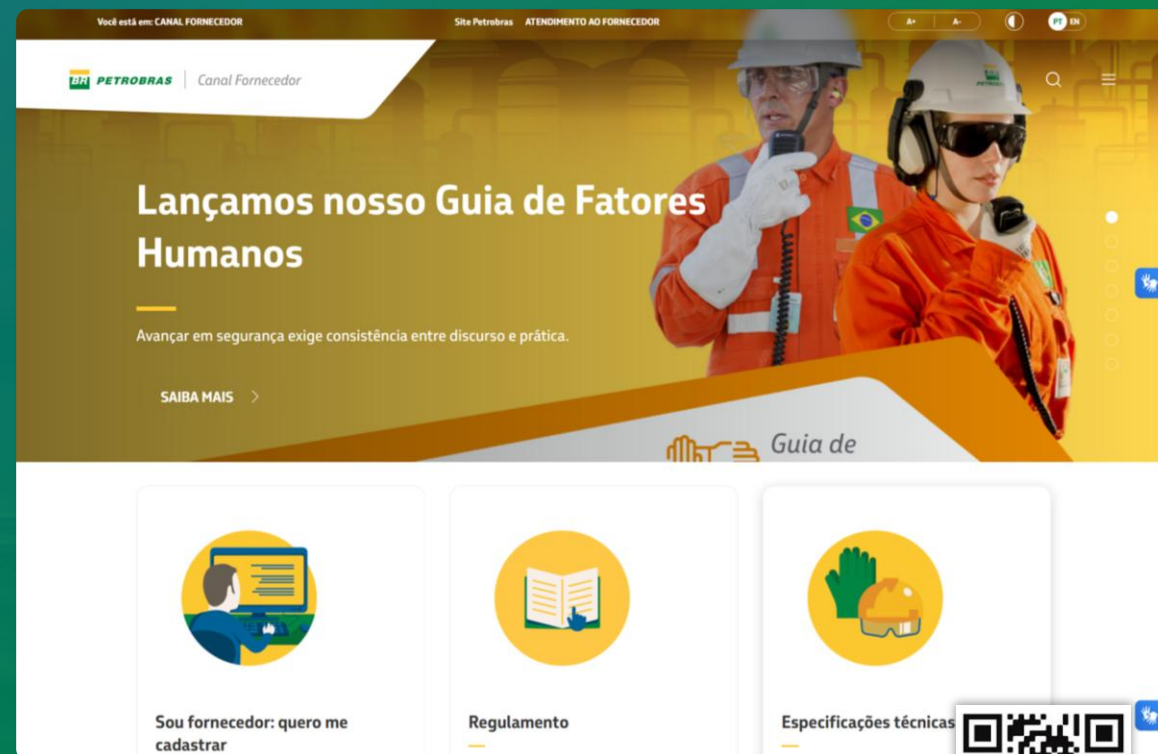 Você está em: CANAL FORNECEDOR
Site Petrobras ATENDIMENTO AO FORNECEDOR
A+ A-
PT EN
BR PETROBRAS Canal Fornecedor
Lançamos nosso Guia de Fatores
Humanos
Avançar em segurança exige consistência entre discurso e prática.
SAIBA MAIS
Guia de
Sou fornecedor: quero me
cadastrar
Regulamento
Especificações técnicas